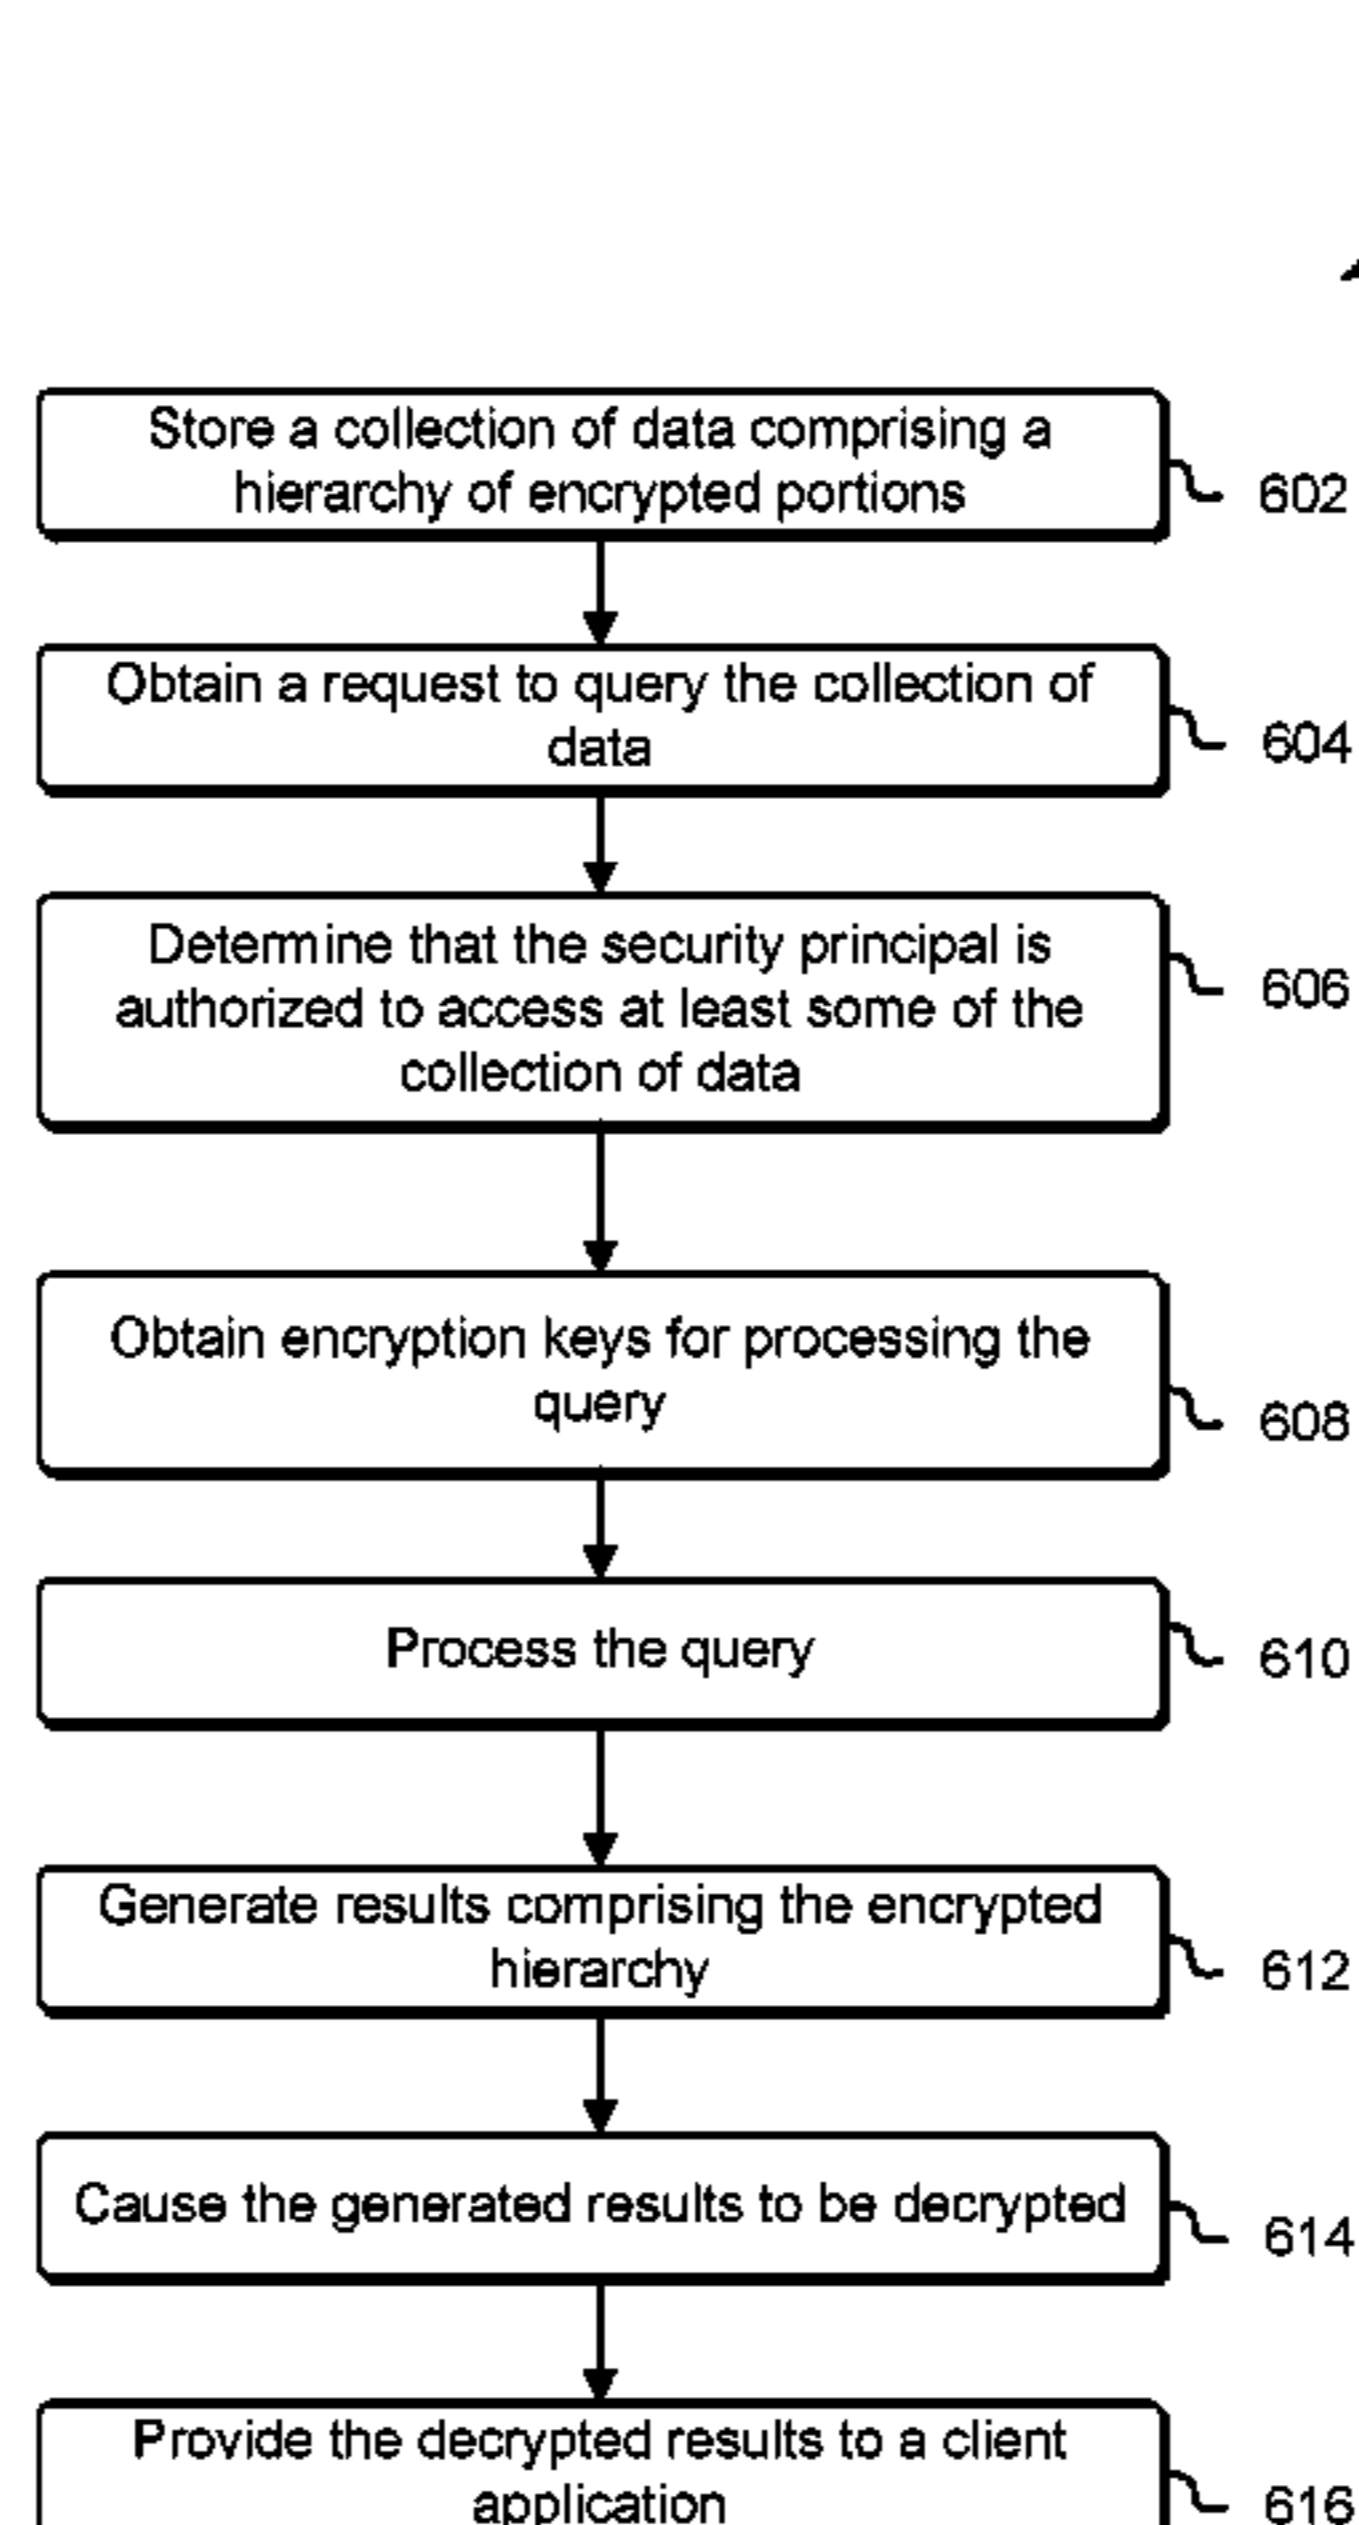 Store a collection of data comprising a
hierarchy of encrypted portions
602
Obtain a request to query the collection of
data
604
Determine that the security principal is
authorized to access at least some of the
collection of data
606
Obtain encryption keys for processing the
query
608
Process the query
610
Generate results comprising the encrypted
hierarchy
612
Cause the generated results to be decrypted
614
Provide the decrypted results to a client
application
616